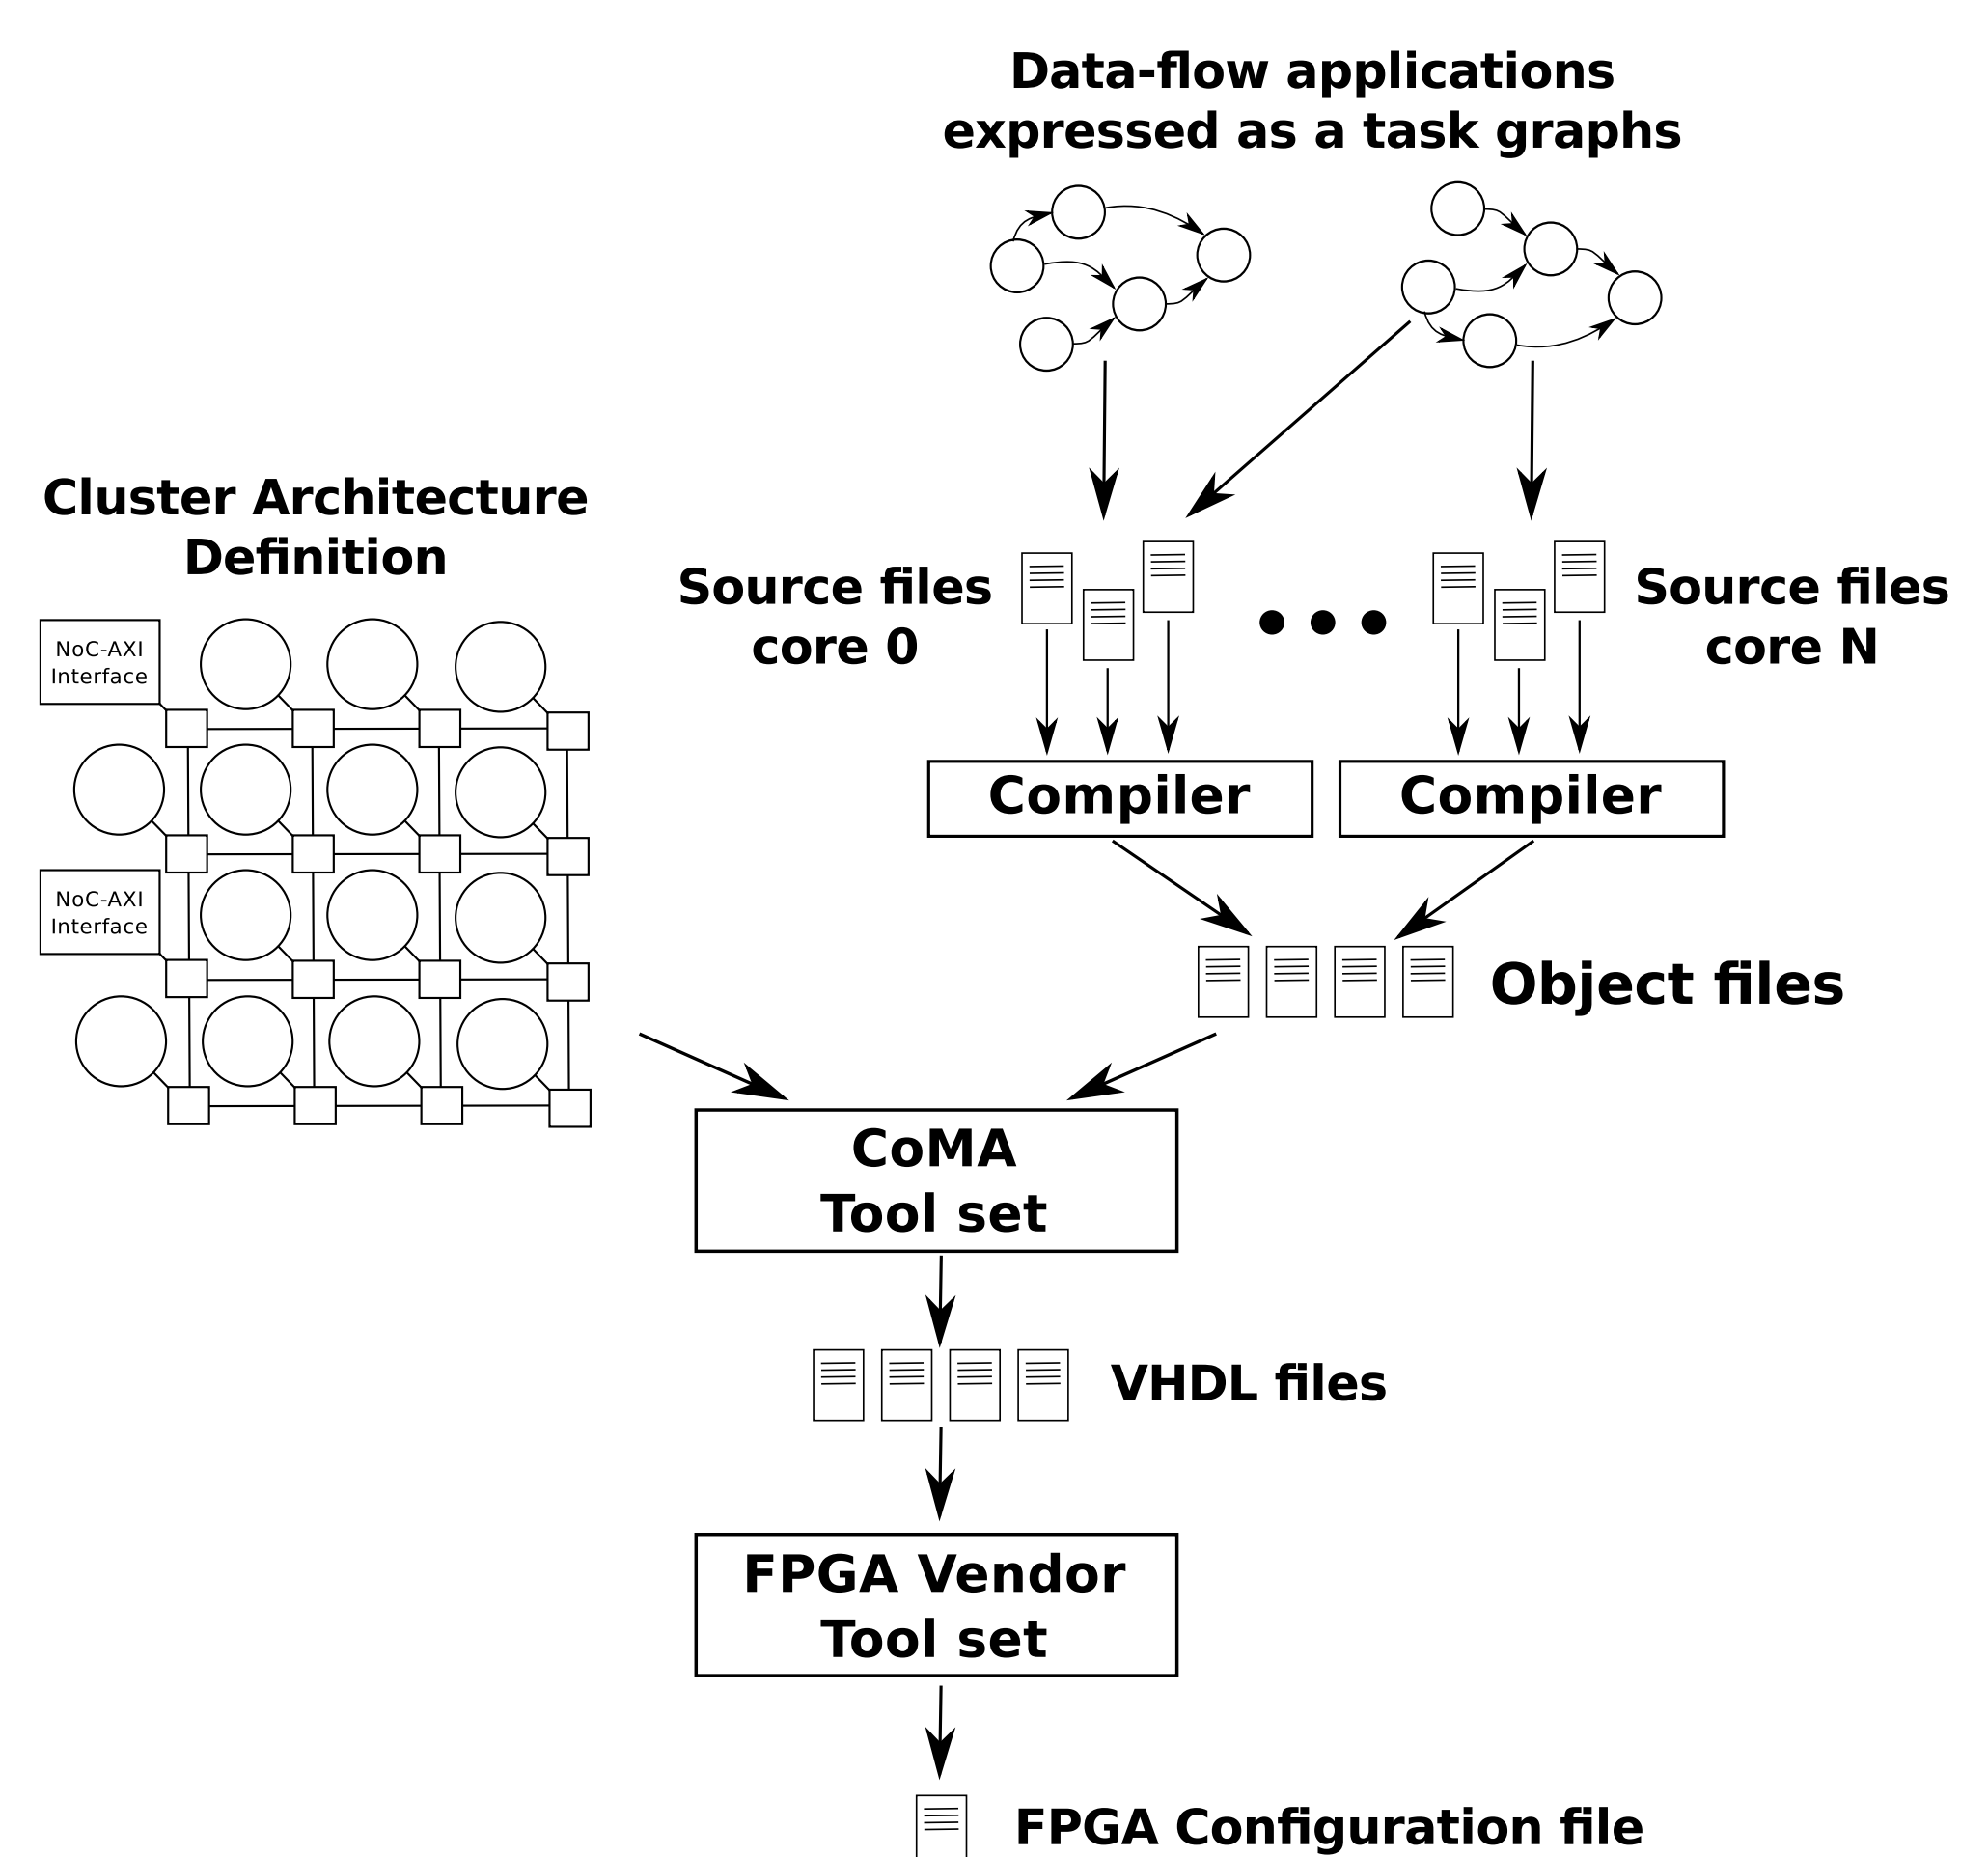 Data-flow applications
expressed as a task graphs
Cluster Architecture
Definition
NoC-AXI
Interface
NoC-AXI
Interface
Source files
core 0
Source files
core N
Compiler
Compiler
Object files
CoMA
Tool set
VHDL files
FPGA Vendor
Tool set
FPGA Configuration file